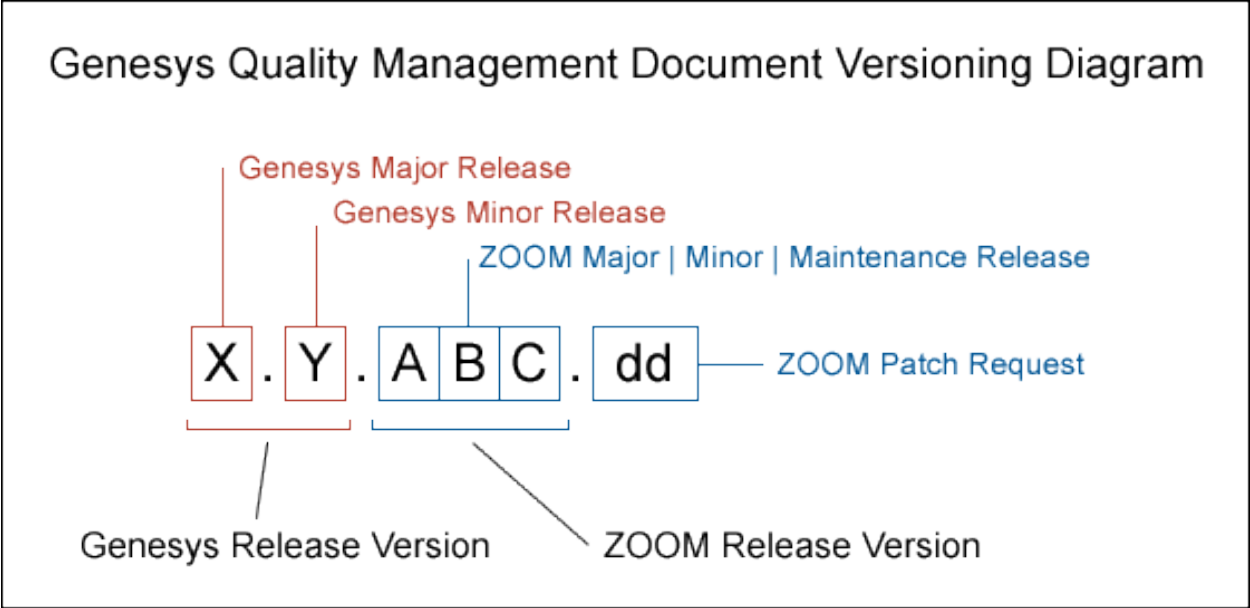 Genesys Quality Management Document Versioning Diagram
Genesys Major Release
Genesys Minor Release
ZOOM Major | Minor | Maintenance Release
X . Y . A B C . dd
ZOOM Patch Request
Genesys Release Version
ZOOM Release Version